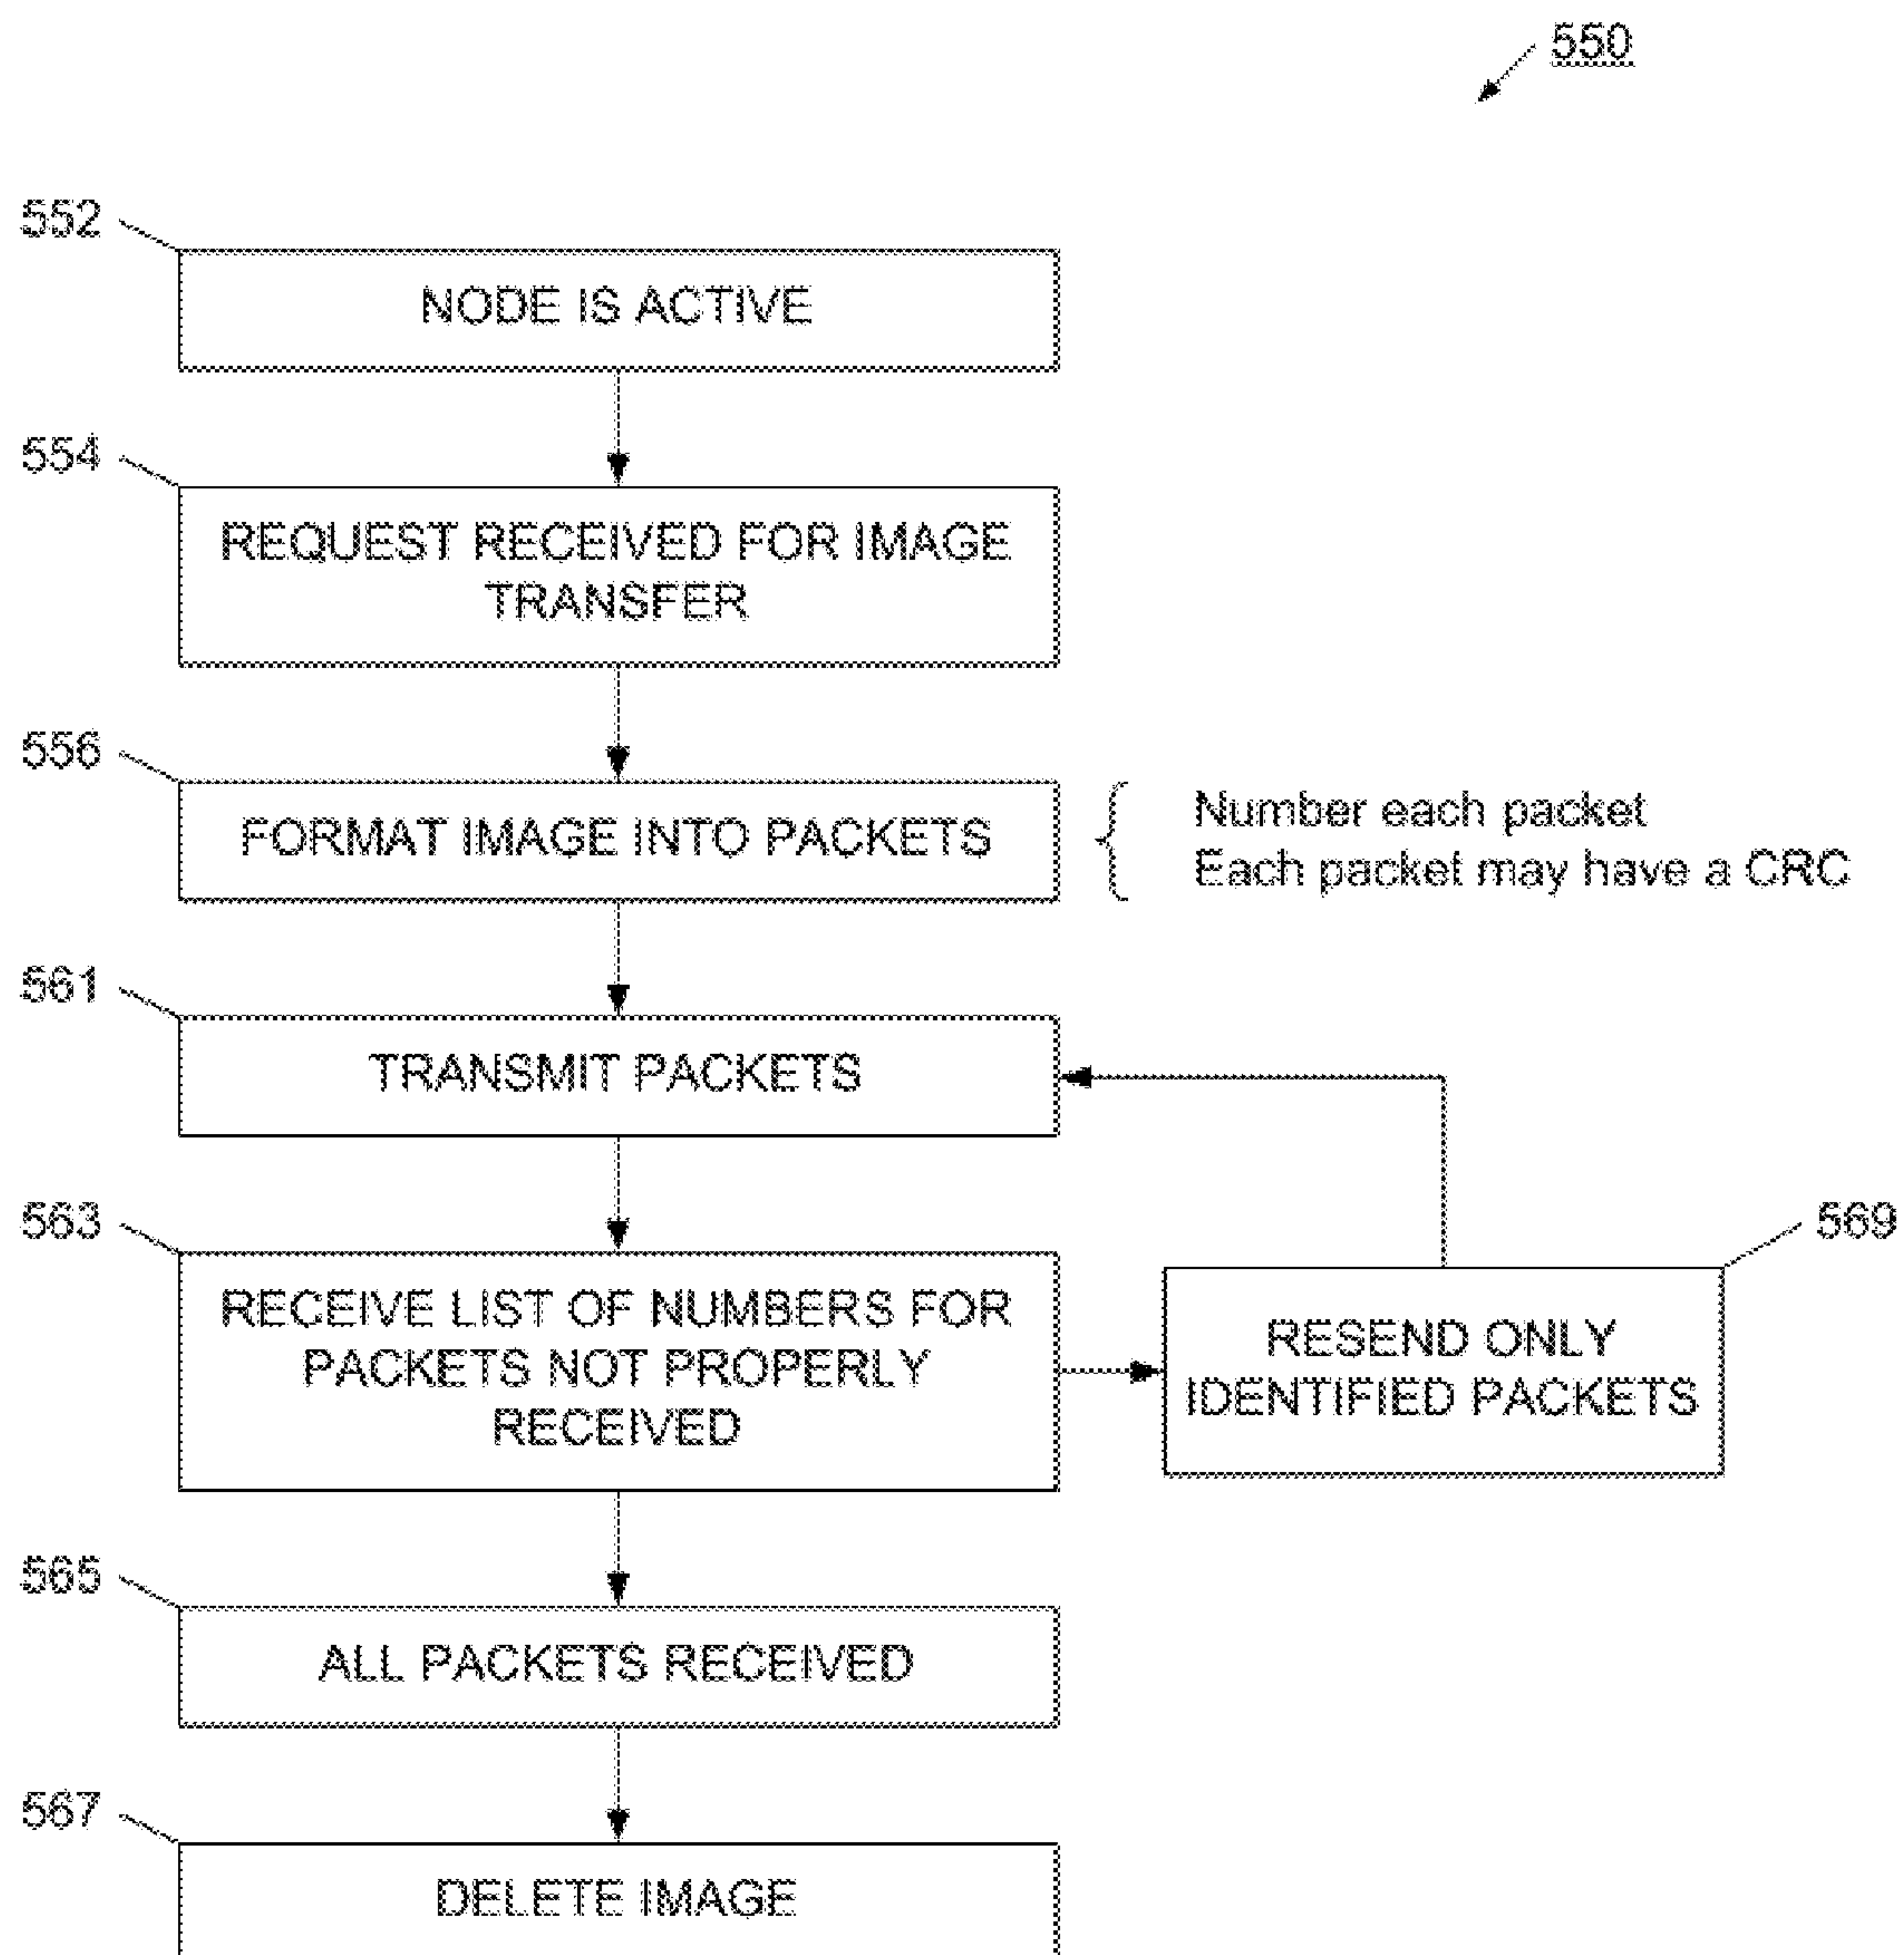 550
552
NODE IS ACTIVE
554
REQUEST RECEIVED FOR IMAGE
TRANSFER
556
FORMAT IMAGE INTO PACKETS
Number each packet
Each packet may have a CRC
561
TRANSMIT PACKETS
563
RECEIVE LIST OF NUMBERS FOR
PACKETS NOT PROPERLY
RECEIVED
569
RESEND ONLY
IDENTIFIED PACKETS
565
ALL PACKETS RECEIVED
567
DELETE IMAGE